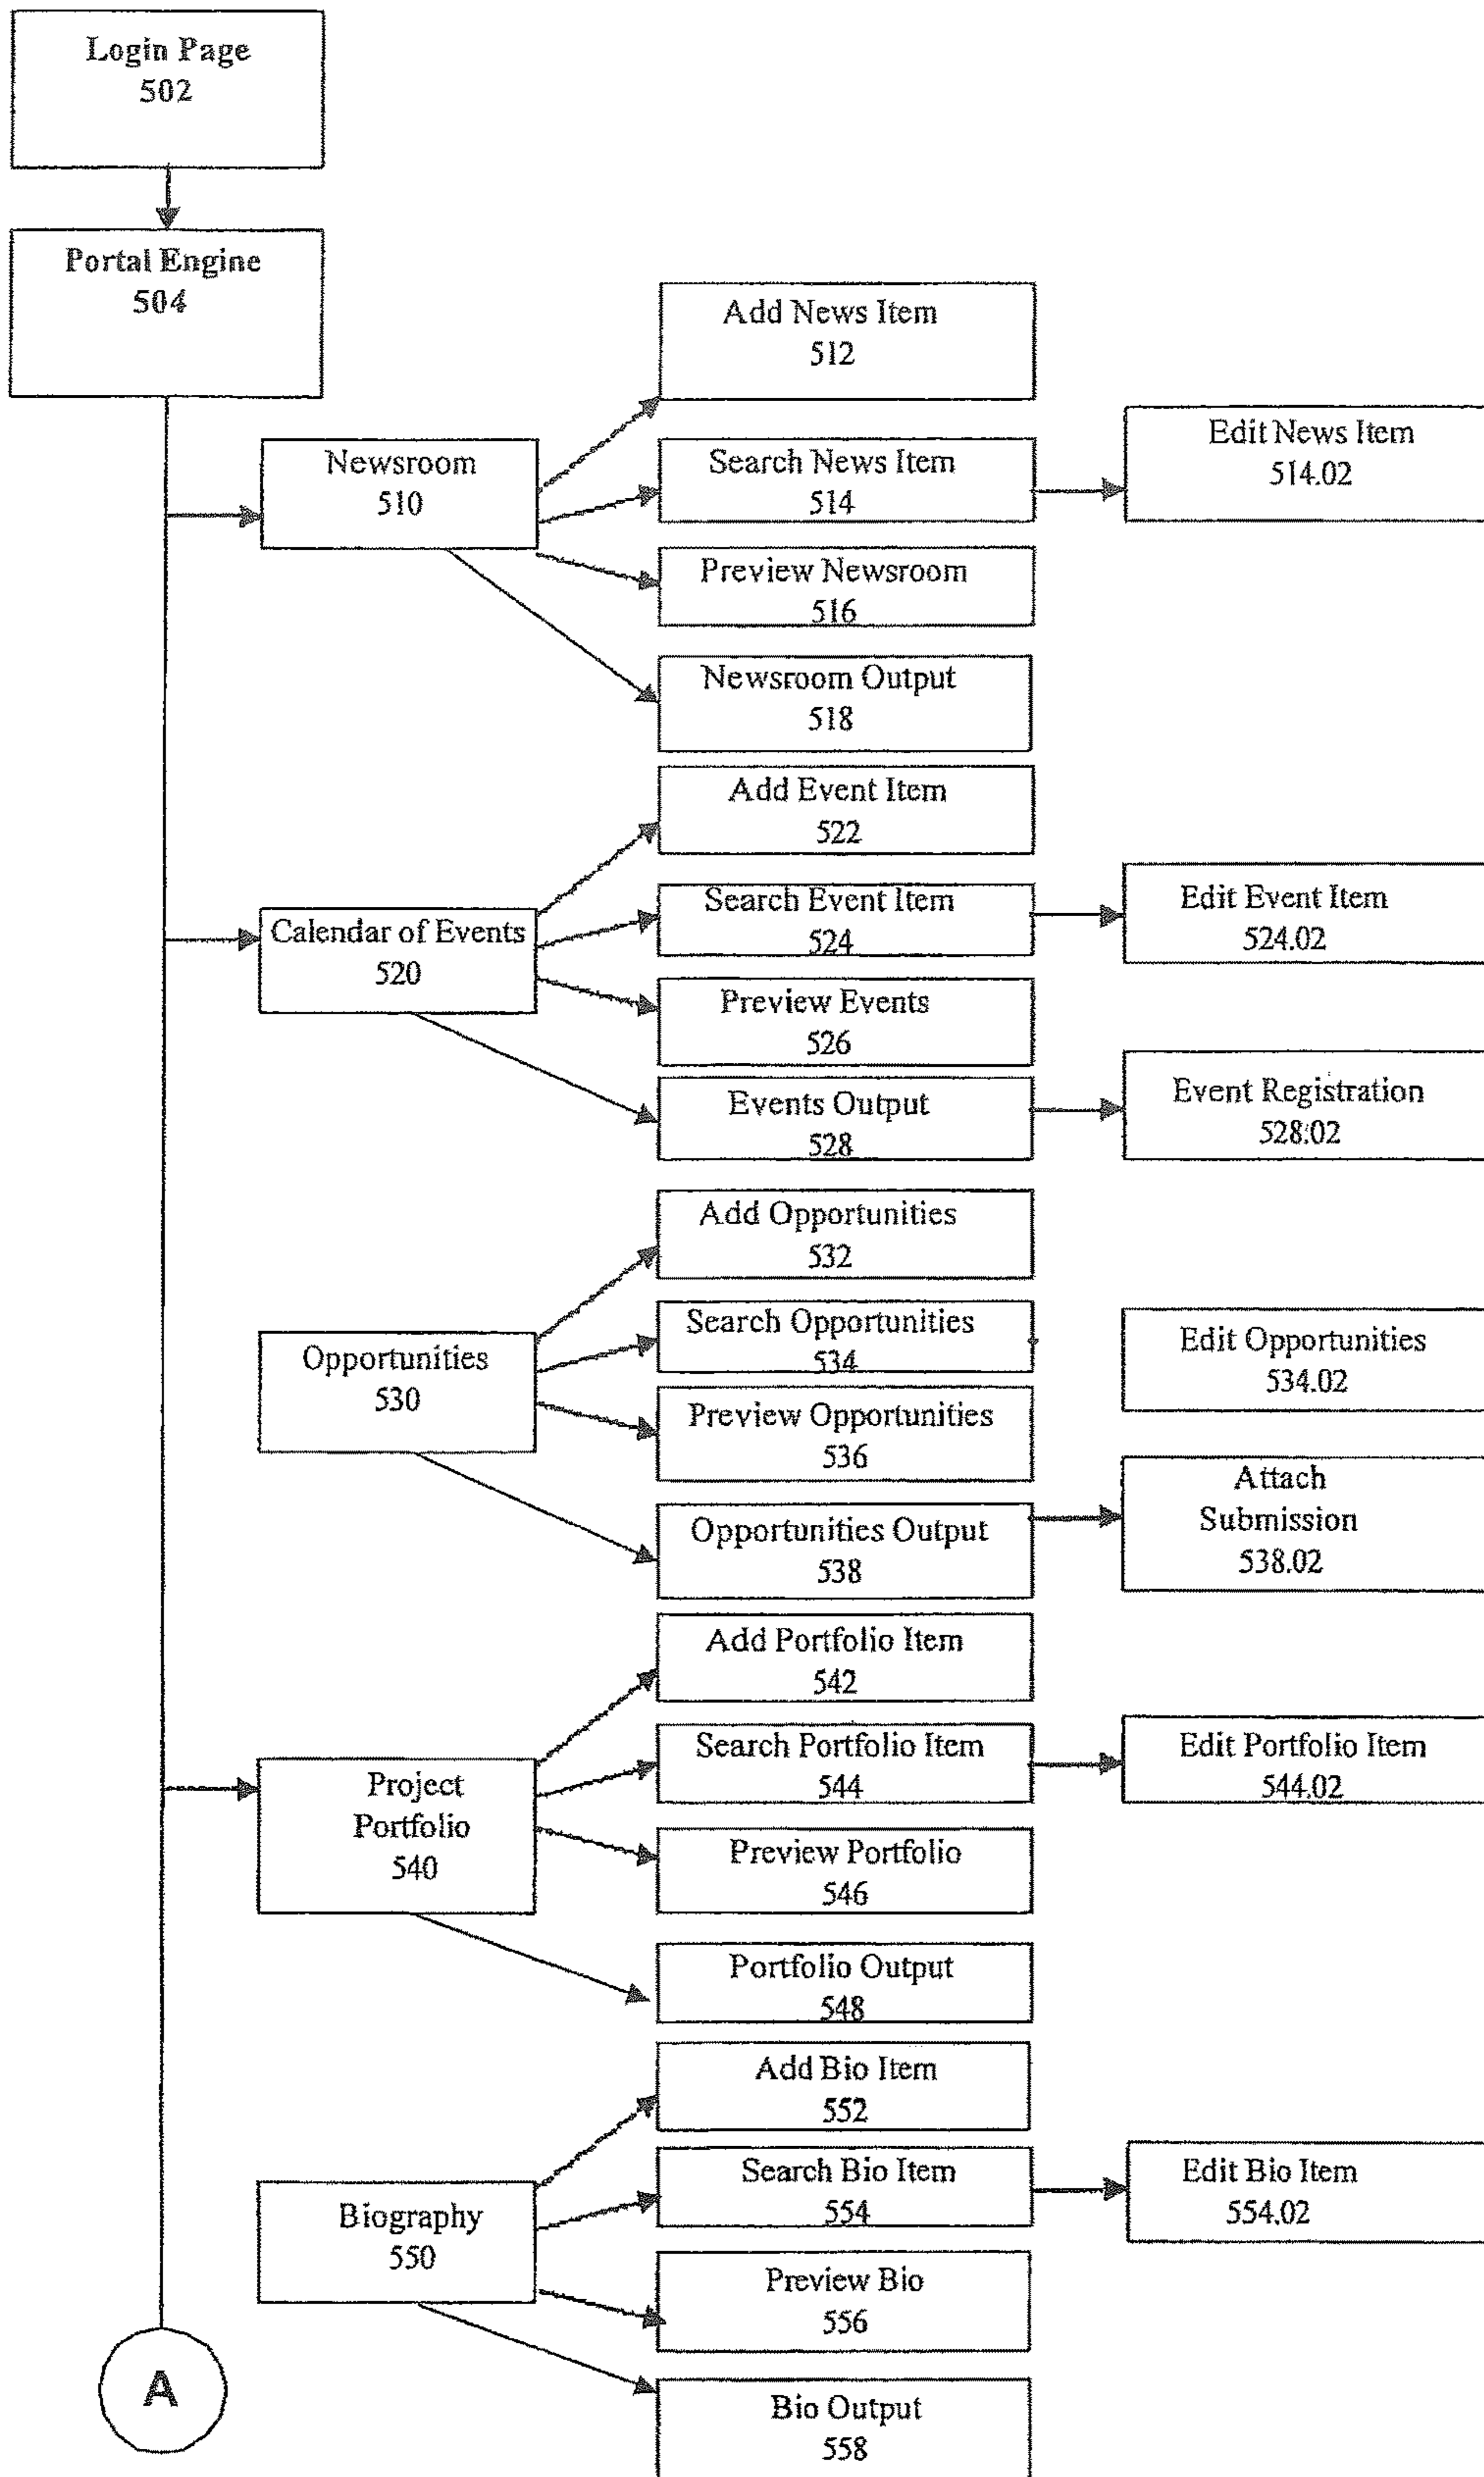 Login Page
502
Portal Engine
504
Add News Item
512
Newsroom
510
Search News Item
514
Edit News Item
514.02
Preview Newsroom
516
Newsroom Output
518
Add Event Item
522
Calendar of Events
520
Search Event Item
524
Edit Event Item
524.02
Preview Events
526
Events Output
528
Event Registration
528.02
Add Opportunities
532
Opportunities
530
Search Opportunities
534
Edit Opportunities
534.02
Preview Opportunities
536
Opportunities Output
538
Attach
Submission
538.02
Add Portfolio Item
542
Project
Portfolio
540
Search Portfolio Item
544
Edit Portfolio Item
544.02
Preview Portfolio
546
Portfolio Output
548
Add Bio Item
552
Biography
550
Search Bio Item
554
Edit Bio Item
554.02
Preview Bio
556
Bio Output
558
A